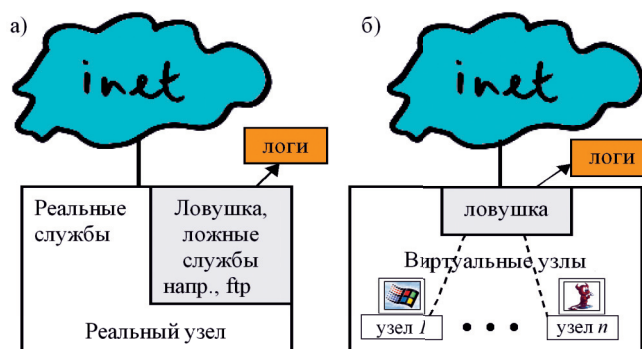 а)
inet
логи
Реальные
службы
Ловушка,
ложные
службы
напр., ftp
Реальный узел
б)
inet
логи
ловушка
Виртуальные узлы
узел 1
узел n